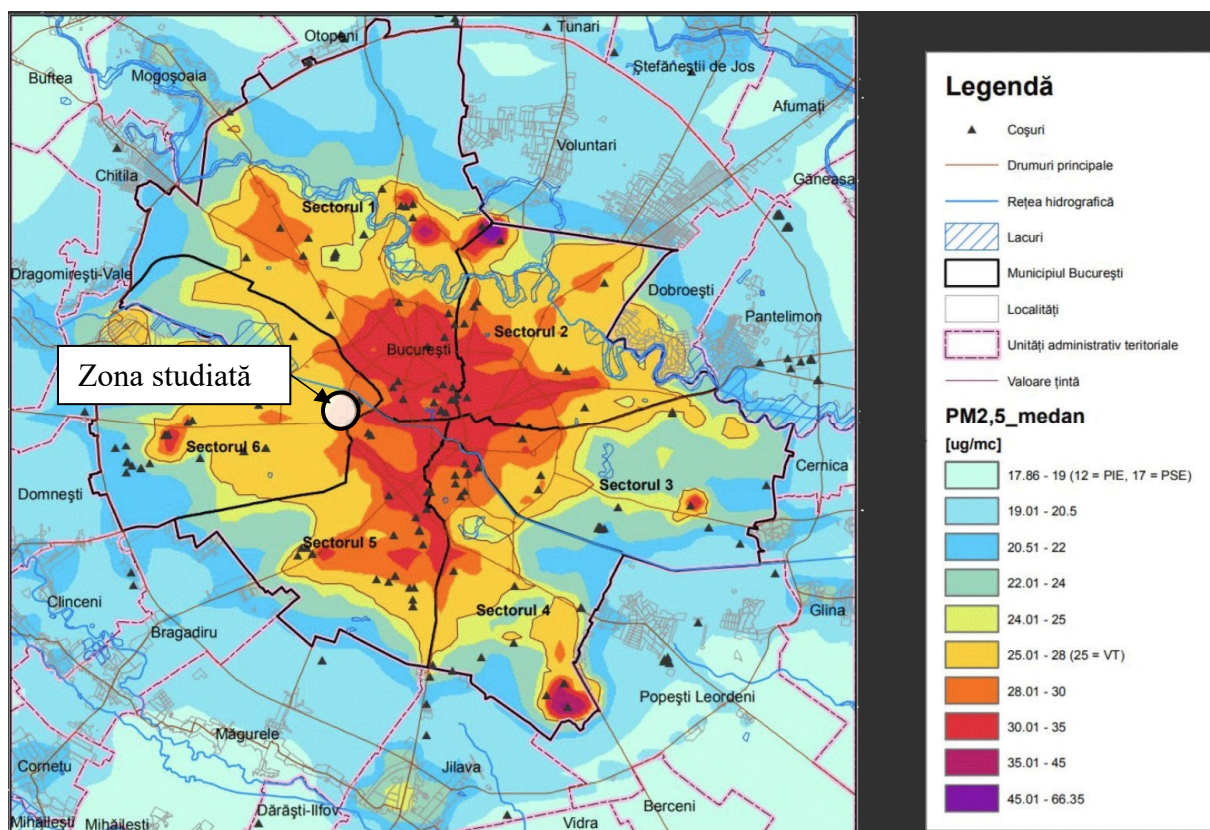 Otopeni
Tunari
Buftea
Mogoşoaia
Ştefăneştii de Jos
Afumaţi
Voluntari
Chitila
Găneasa
Sectorul 1
Dragomireşti-Vale
Dobroeşti
Sectorul 2
Pantelimon
Bucureşti
Zona studiată
Sectorul 6
Cernica
Domneşti
Sectorul 3
Sectorul 5
Clinceni
Sectorul 4
Glina
Bragadiru
Popeşti Leordeni
Măgurele
Cornetu
Jilava
Berceni
Dărăşti-Ilfov
Mihăileşti
Mihăileşti
Vidra
Legendă
Coşuri
Drumuri principale
Reţea hidrografică
Lacuri
Municipiul Bucureşti
Localităţi
Unităţi administrativ teritoriale
Valoare ţintă
PM2,5_medan
[ug/mc]
17.86 - 19 (12 = PIE, 17 = PSE)
19.01 - 20.5
20.51 - 22
22.01 - 24
24.01 - 25
25.01 - 28 (25 = VT)
28.01 - 30
30.01 - 35
35.01 - 45
45.01 - 66.35